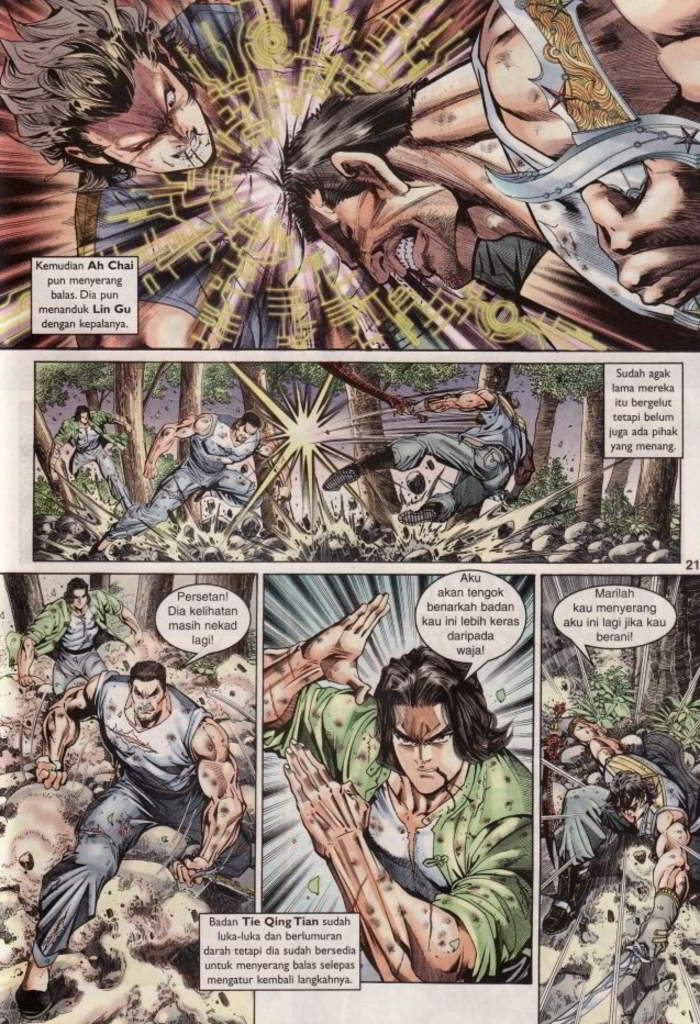 Kemudian Ah Chai
pun menyerang
balas. Dia pun
menanduk Lin Gu
dengan kepalanya.
Sudah agak
lama mereka
itu bergelut
tetapi belum
juga ada pihak
yang menang.
21
Persetan!
Dia kelihatan
masih nekad
lagi!
Aku
akan tengok
benarkah badan
kau ini lebih keras
daripada
waja!
Badan Tie Qing Tian sudah
luka-luka dan berlumuran
darah tetapi dia sudah bersedia
untuk menyerang balas selepas
mengatur kembali langkahnya.
Marilah
kau menyerang
aku ini lagi jika kau
berani!